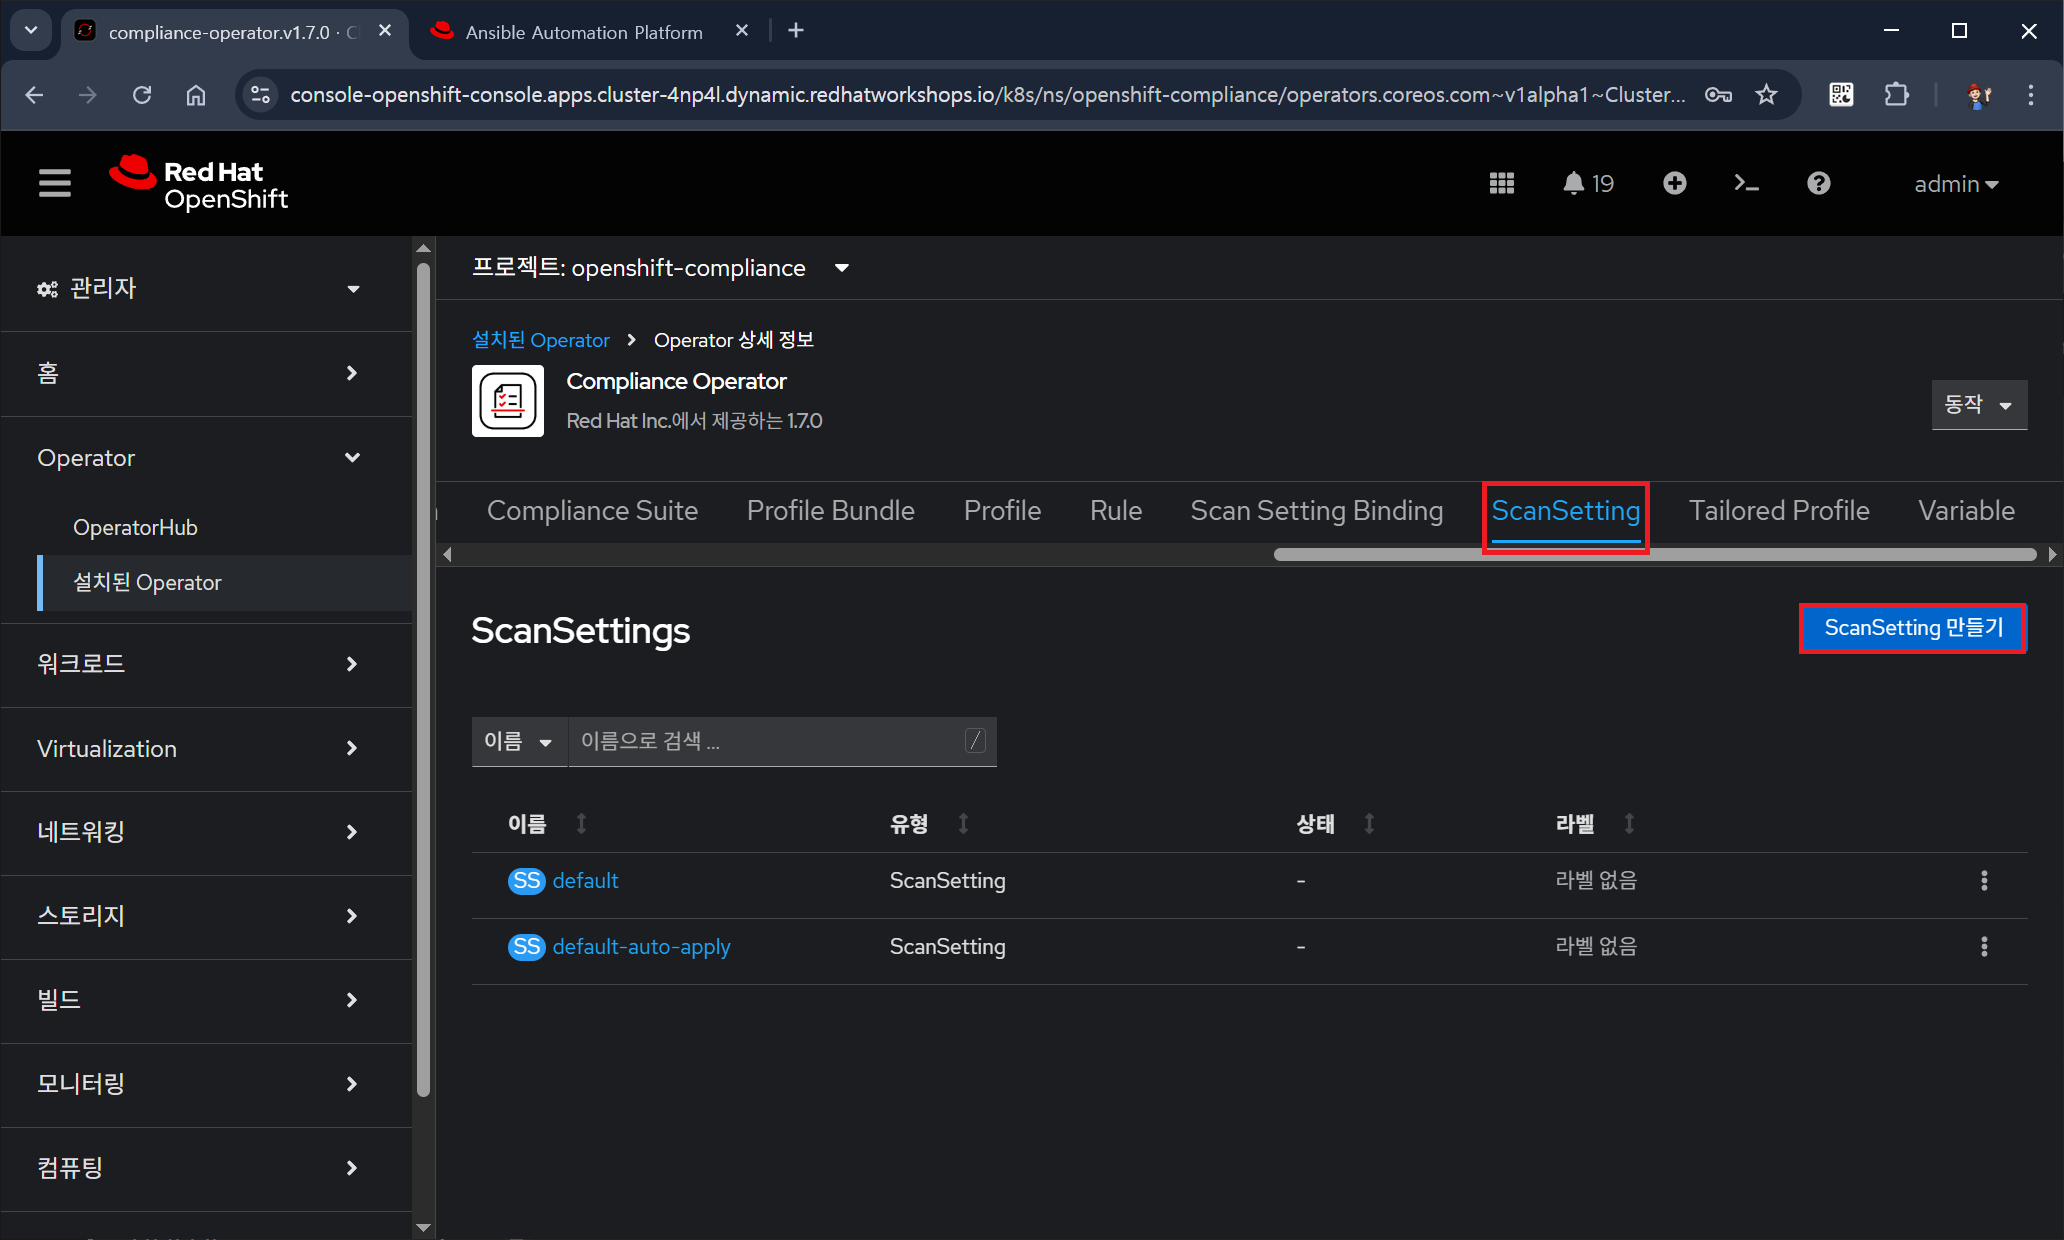 compliance-operator.v1.7.0 · C
Ansible Automation Platform
console-openshift-console.apps.cluster-4np4l.dynamic.redhatworkshops.io/k8s/ns/openshift-compliance/operators.coreos.com~v1alpha1~Cluster...
Red Hat
OpenShift
19
admin
관리자
홈
Operator
OperatorHub
설치된 Operator
워크로드
Virtualization
네트워킹
스토리지
빌드
모니터링
컴퓨팅
프로젝트: openshift-compliance
설치된 Operator > Operator 상세 정보
Compliance Operator
Red Hat Inc.에서 제공하는 1.7.0
동작
Compliance Suite Profile Bundle Profile Rule Scan Setting Binding ScanSetting Tailored Profile Variable
ScanSettings
ScanSetting 만들기
이름 이름으로 검색 ... /
이름 유형 상태 라벨
SS default ScanSetting - 라벨 없음
SS default-auto-apply ScanSetting - 라벨 없음